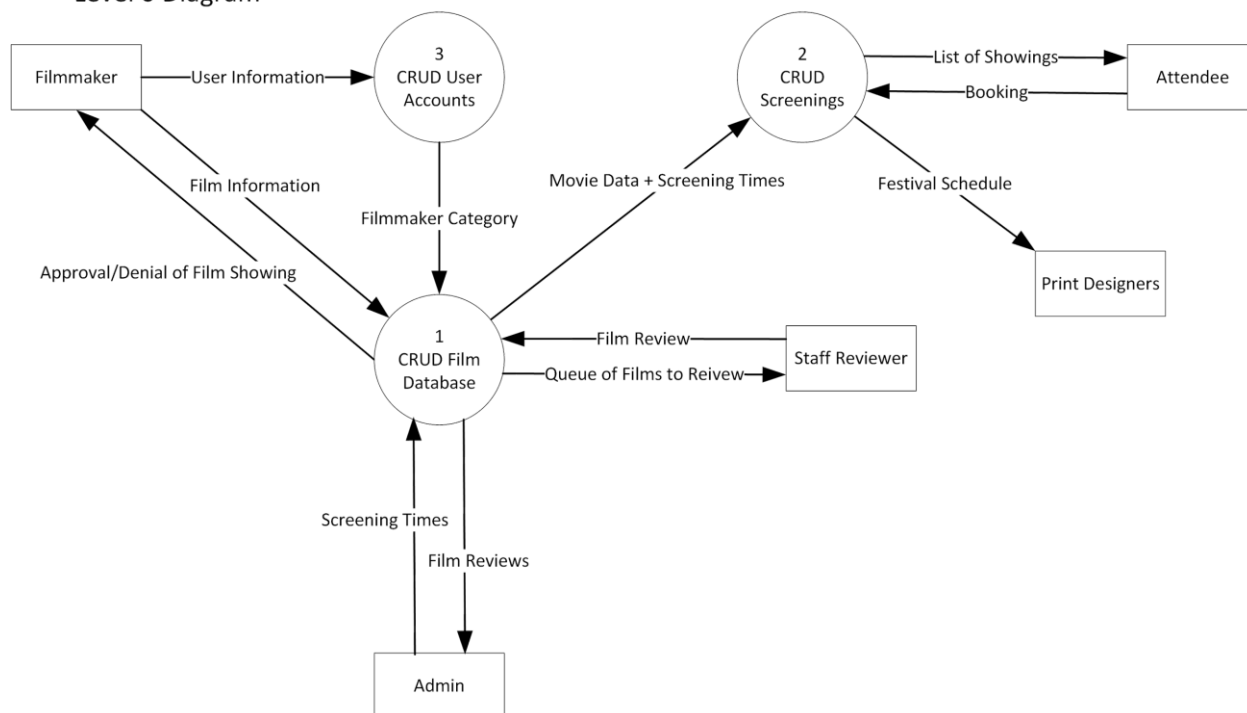 Level 0 Diagram
3
CRUD User
Accounts
2
CRUD
Screenings
Filmmaker
User Information
List of Showings
Attendee
Booking
Film Information
Movie Data + Screening Times
Festival Schedule
Filmmaker Category
Approval/Denial of Film Showing
Print Designers
1
CRUD Film
Database
Film Review
Staff Reviewer
Queue of Films to Reivew
Screening Times
Film Reviews
Admin